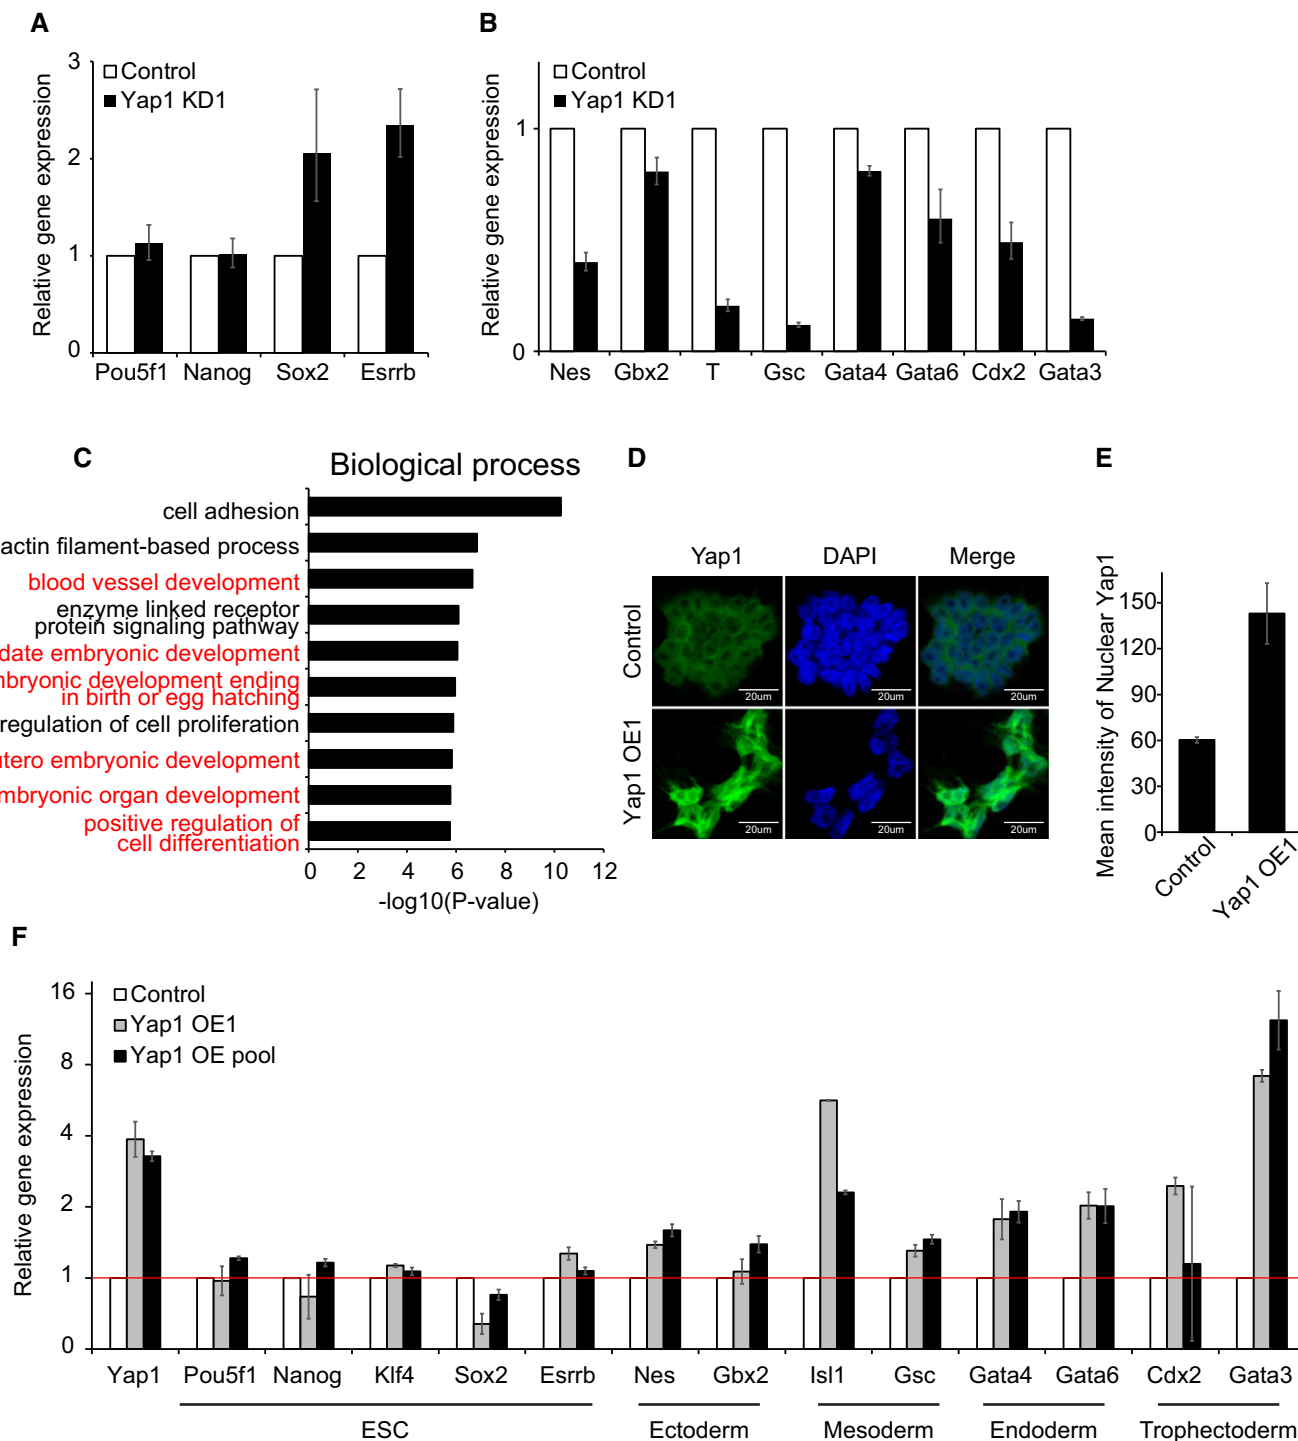 A
3
2
1
0
Relative gene expression
Control
Yap1 KD1
Pou5f1 Nanog Sox2 Esrrb
B
1
0
Relative gene expression
Control
Yap1 KD1
Nes Gbx2 T Gsc Gata4 Gata6 Cdx2 Gata3
C
Biological process
cell adhesion
actin filament-based process
blood vessel development
enzyme linked receptor
protein signaling pathway
date embryonic development
mbryonic development ending
in birth or egg hatching
regulation of cell proliferation
utero embryonic development
mbryonic organ development
positive regulation of
cell differentiation
0 2 4 6 8 10 12
-log10(P-value)
D
Yap1 DAPI Merge
Control
20um 20um 20um
Yap1 OE1
20um 20um 20um
E
Mean intensity of Nuclear Yap1
150
120
90
60
30
0
Control
Yap1 OE1
F
Relative gene expression
16
8
4
2
1
0
Control
Yap1 OE1
Yap1 OE pool
Yap1 Pou5f1 Nanog Klf4 Sox2 Esrrb Nes Gbx2 Isl1 Gsc Gata4 Gata6 Cdx2 Gata3
ESC Ectoderm Mesoderm Endoderm Trophectoderm